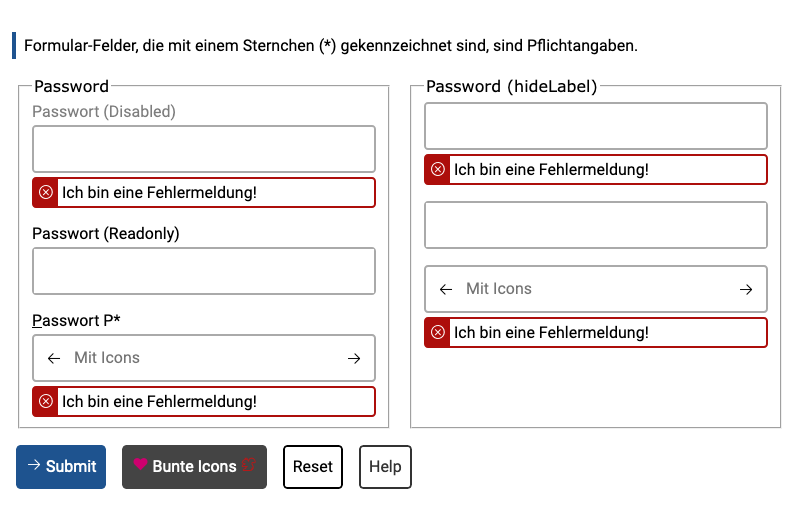 Formular-Felder, die mit einem Sternchen (*) gekennzeichnet sind, sind Pflichtangaben.
Password
Passwort (Disabled)
Ich bin eine Fehlermeldung!
Passwort (Readonly)
Passwort P*
Mit Icons
Ich bin eine Fehlermeldung!
Password (hideLabel)
Ich bin eine Fehlermeldung!
Mit Icons
Ich bin eine Fehlermeldung!
Submit
Bunte Icons
Reset
Help